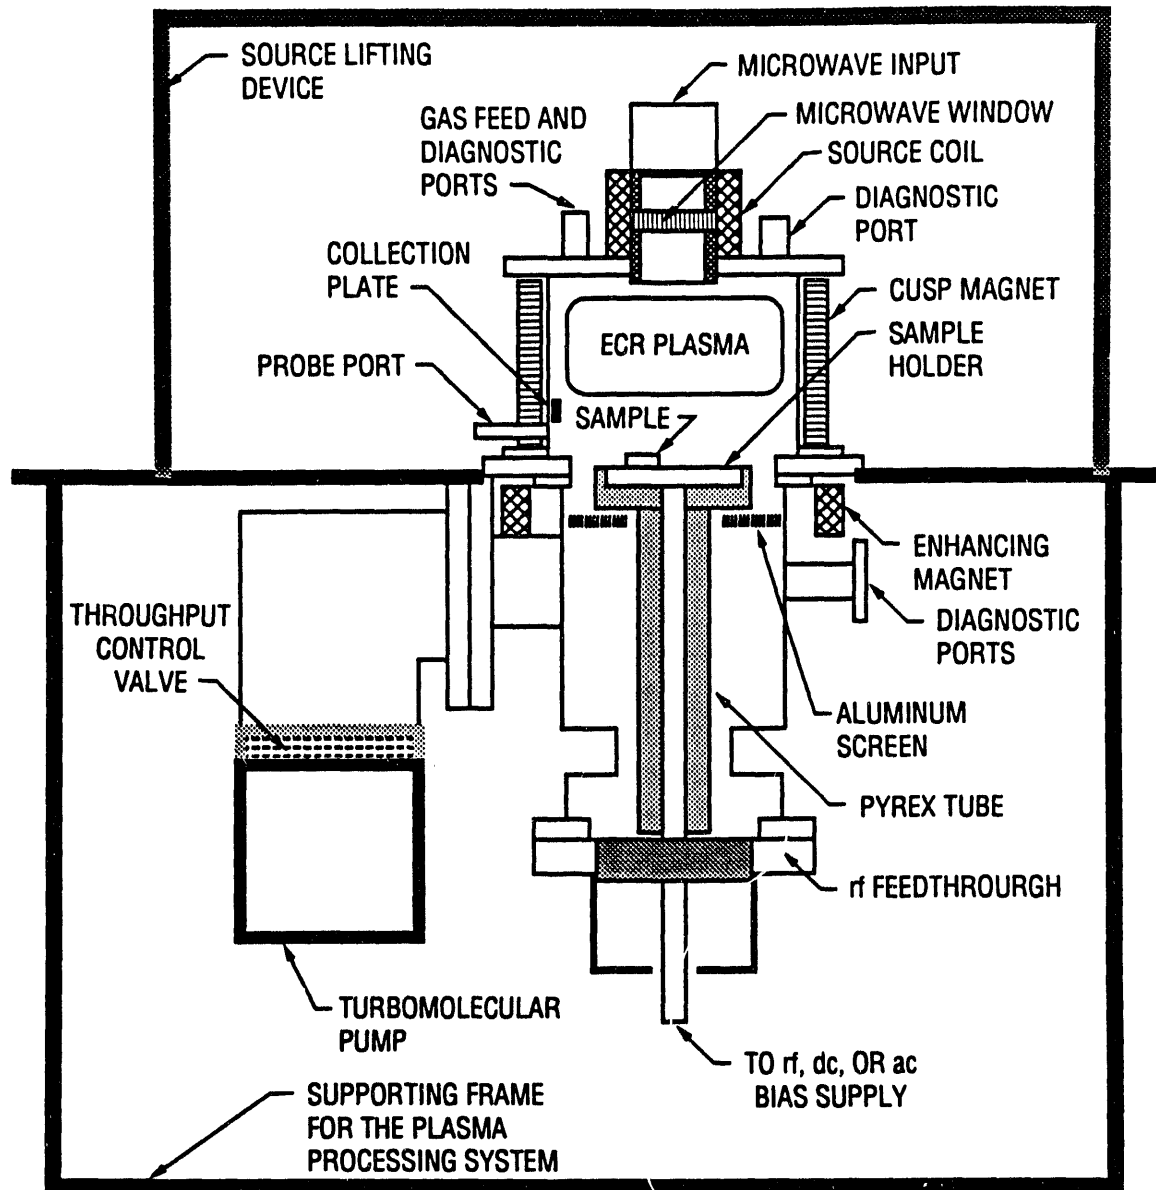 SOURCE LIFTING
DEVICE
MICROWAVE INPUT
GAS FEED AND
DIAGNOSTIC
PORTS
MICROWAVE WINDOW
SOURCE COIL
DIAGNOSTIC
PORT
COLLECTION
PLATE
CUSP MAGNET
ECR PLASMA
SAMPLE
HOLDER
PROBE PORT
SAMPLE
ENHANCING
MAGNET
THROUGHPUT
CONTROL
VALVE
DIAGNOSTIC
PORTS
ALUMINUM
SCREEN
PYREX TUBE
rf FEEDTHROURGH
TURBOMOLECULAR
PUMP
TO rf, dc, OR ac
BIAS SUPPLY
SUPPORTING FRAME
FOR THE PLASMA
PROCESSING SYSTEM